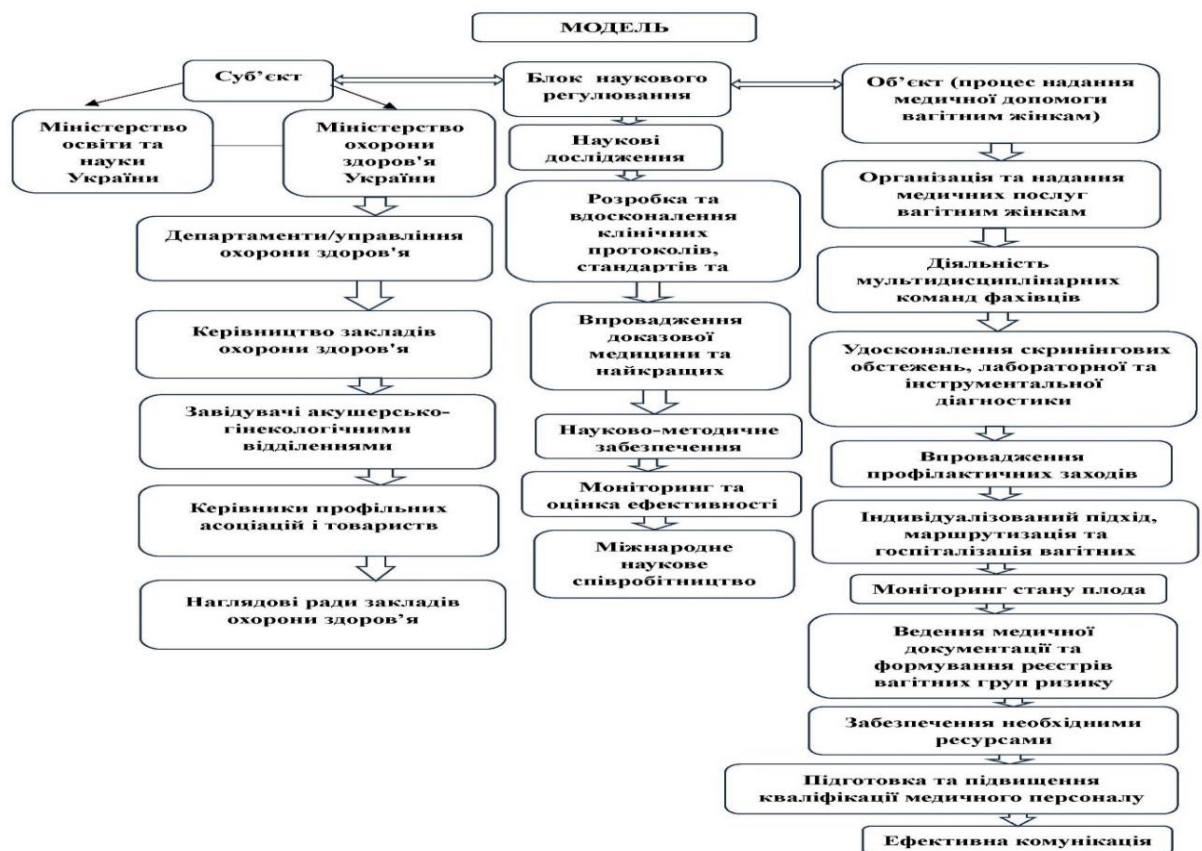 МОДЕЛЬ
Суб’єкт
Міністерство
освіти та
науки
України
Міністерство
охорони
здоров'я
України
Департаменти/управління
охорони здоров'я
Керівництво закладів
охорони здоров'я
Завідувачі акушерсько-
гінекологічними
відділеннями
Керівники профільних
асоціацій і товариств
Наглядові ради закладів
охорони здоров’я
Блок наукового
регулювання
Наукові
дослідження
Розробка та
вдосконалення
клінічних
протоколів,
стандартів та
Впровадження
доказової
медицини та
найкращих
Науково-методичне
забезпечення
Моніторинг та
оцінка ефективності
Міжнародне
наукове
співробітництво
Об’єкт (процес надання
медичної допомоги
вагітним жінкам)
Організація та надання
медичних послуг
вагітним жінкам
Діяльність
мультидисциплінарних
команд фахівців
Удосконалення скринінгових
обстежень, лабораторної та
інструментальної
діагностики
Впровадження
профілактичних заходів
Індивідуалізований підхід,
маршрутизація та
госпіталізація вагітних
Моніторинг стану плода
Ведення медичної
документації та
формування реєстрів
вагітних груп ризику
Забезпечення необхідними
ресурсами
Підготовка та підвищення
кваліфікації медичного персоналу
Ефективна комунікація